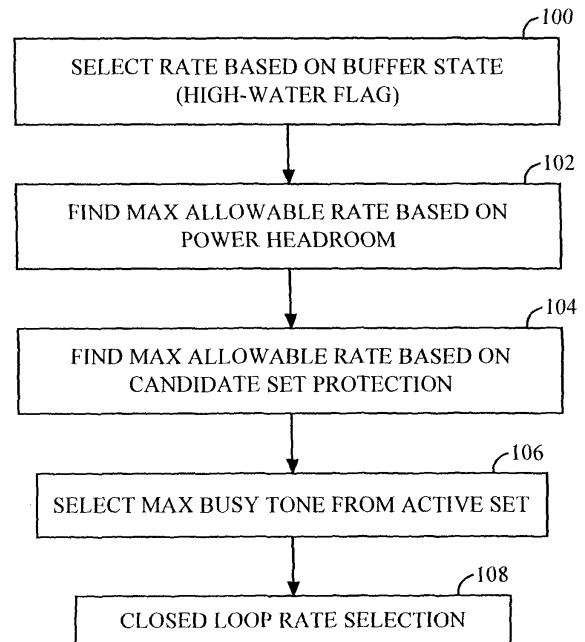 100
SELECT RATE BASED ON BUFFER STATE
(HIGH-WATER FLAG)
102
FIND MAX ALLOWABLE RATE BASED ON
POWER HEADROOM
104
FIND MAX ALLOWABLE RATE BASED ON
CANDIDATE SET PROTECTION
106
SELECT MAX BUSY TONE FROM ACTIVE SET
108
CLOSED LOOP RATE SELECTION